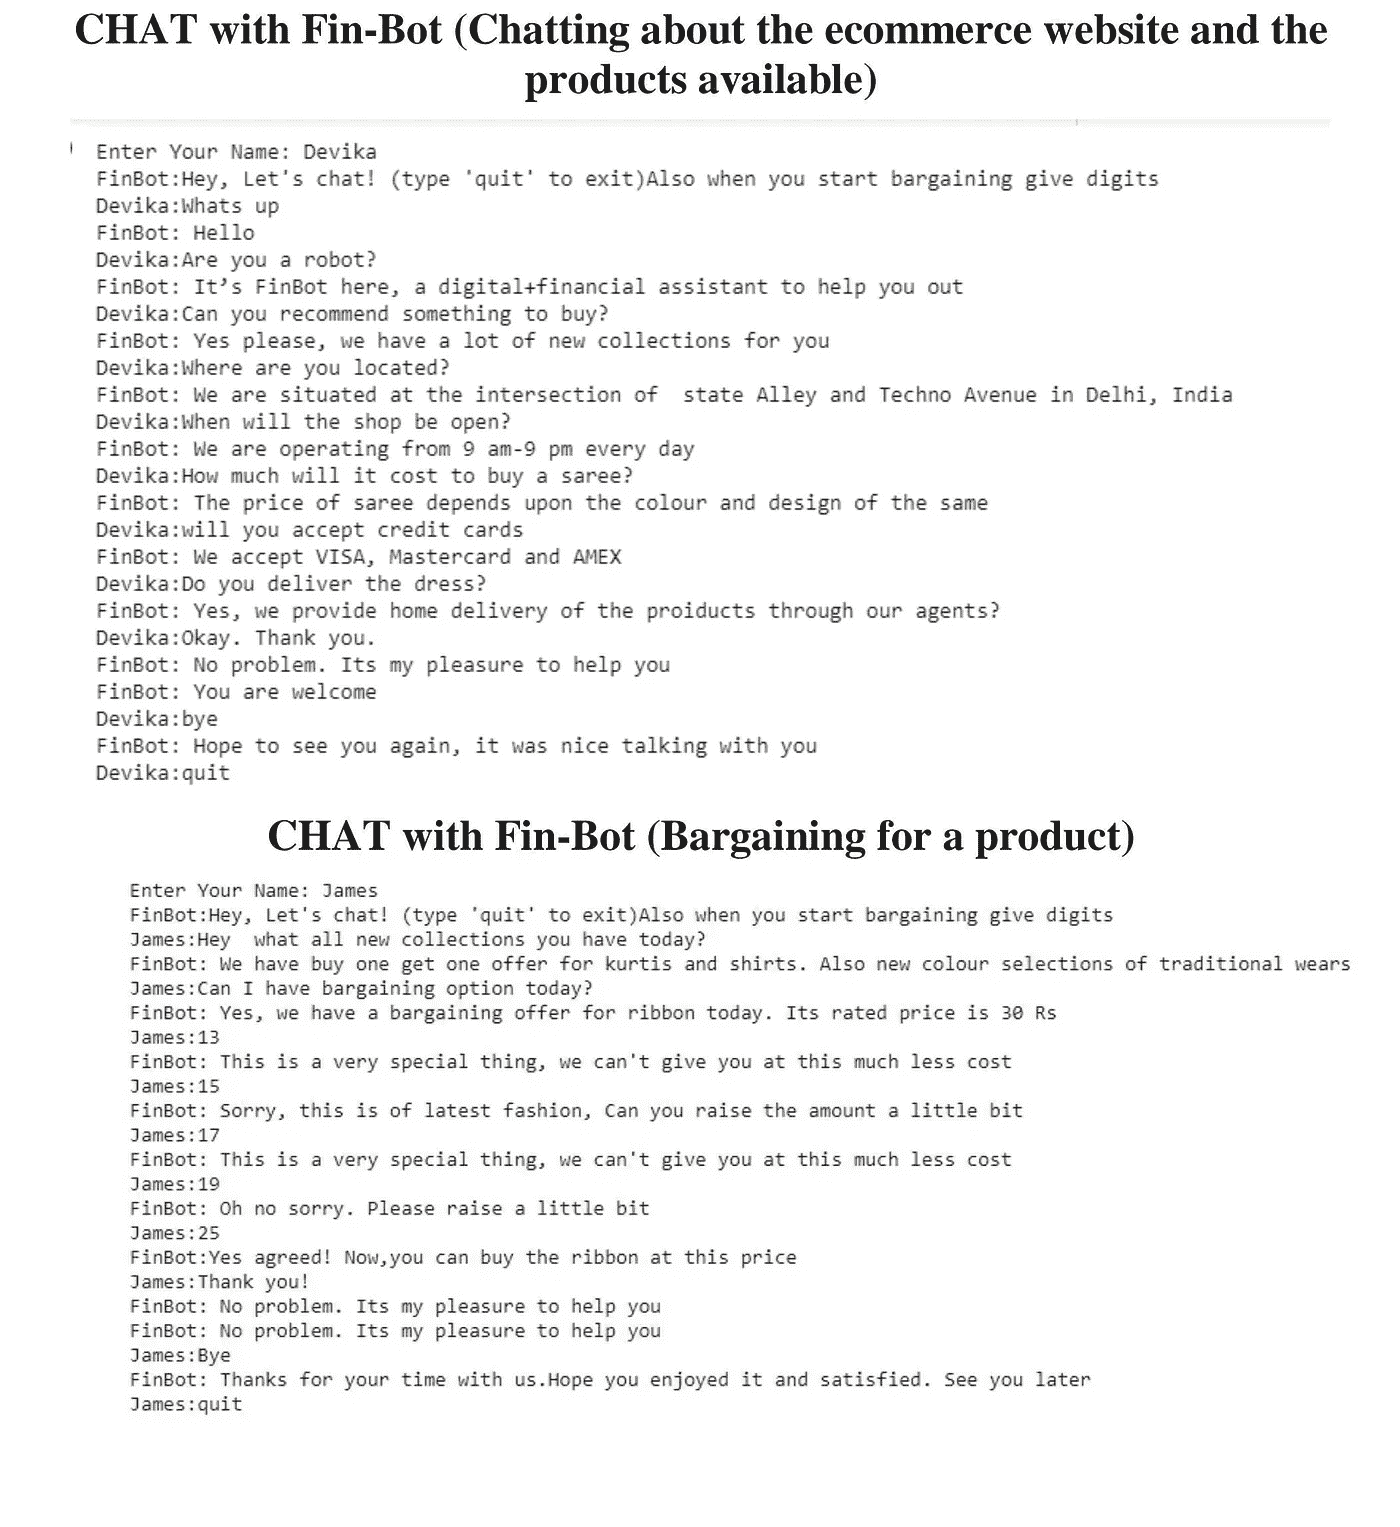 CHAT with Fin-Bot (Chatting about the ecommerce website and the
products available)
Enter Your Name: Devika
FinBot:Hey, Let's chat! (type 'quit' to exit)Also when you start bargaining give digits
Devika:Whats up
FinBot: Hello
Devika:Are you a robot?
FinBot: It’s FinBot here, a digital+financial assistant to help you out
Devika:Can you recommend something to buy?
FinBot: Yes please, we have a lot of new collections for you
Devika:Where are you located?
FinBot: We are situated at the intersection of  state Alley and Techno Avenue in Delhi, India
Devika:When will the shop be open?
FinBot: We are operating from 9 am-9 pm every day
Devika:How much will it cost to buy a saree?
FinBot: The price of saree depends upon the colour and design of the same
Devika:will you accept credit cards
FinBot: We accept VISA, Mastercard and AMEX
Devika:Do you deliver the dress?
FinBot: Yes, we provide home delivery of the proiducts through our agents?
Devika:Okay. Thank you.
FinBot: No problem. Its my pleasure to help you
FinBot: You are welcome
Devika:bye
FinBot: Hope to see you again, it was nice talking with you
Devika:quit
CHAT with Fin-Bot (Bargaining for a product)
Enter Your Name: James
FinBot:Hey, Let's chat! (type 'quit' to exit)Also when you start bargaining give digits
James:Hey  what all new collections you have today?
FinBot: We have buy one get one offer for kurtis and shirts. Also new colour selections of traditional wears
James:Can I have bargaining option today?
FinBot: Yes, we have a bargaining offer for ribbon today. Its rated price is 30 Rs
James:13
FinBot: This is a very special thing, we can't give you at this much less cost
James:15
FinBot: Sorry, this is of latest fashion, Can you raise the amount a little bit
James:17
FinBot: This is a very special thing, we can't give you at this much less cost
James:19
FinBot: Oh no sorry. Please raise a little bit
James:25
FinBot:Yes agreed! Now,you can buy the ribbon at this price
James:Thank you!
FinBot: No problem. Its my pleasure to help you
FinBot: No problem. Its my pleasure to help you
James:Bye
FinBot: Thanks for your time with us.Hope you enjoyed it and satisfied. See you later
James:quit